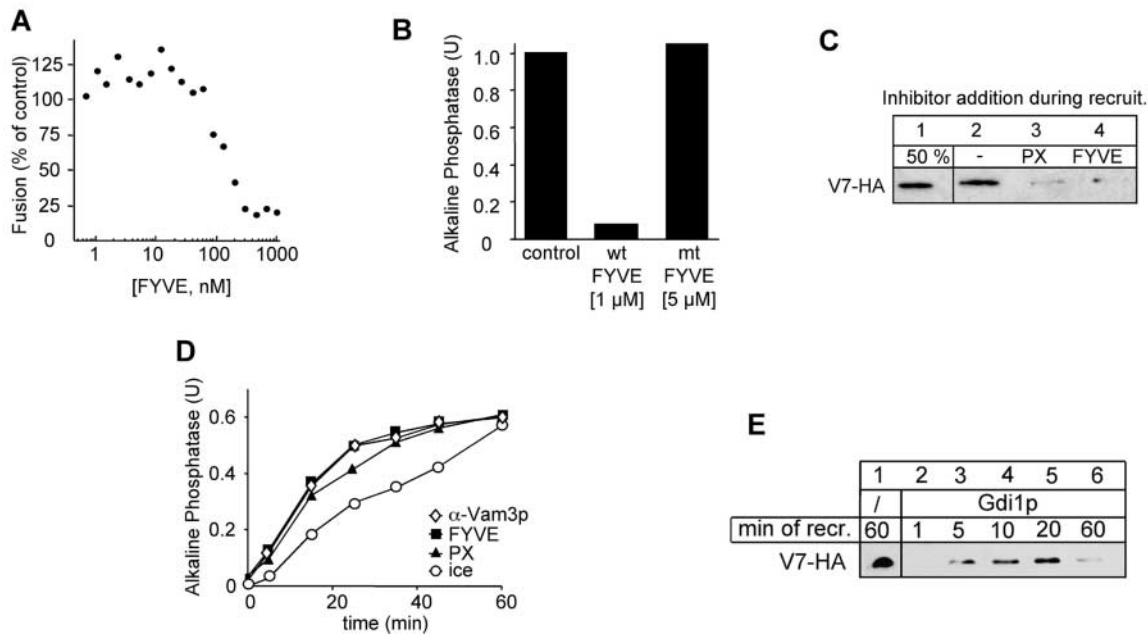 A
Fusion (% of control)
125
100
75
50
25
0
1 10 100 1000
[FYVE, nM]
B
Alkaline Phosphatase (U)
1.0
0.8
0.6
0.4
0.2
0
control wt mt
FYVE FYVE
[1 µM] [5 µM]
C
Inhibitor addition during recruit.
1 2 3 4
50 % - PX FYVE
V7-HA
D
Alkaline Phosphatase (U)
0.6
0.4
0.2
0
α-Vam3p
FYVE
PX
ice
0 20 40 60
time (min)
E
1 2 3 4 5 6
/ Gdi1p
min of recr. 60 1 5 10 20 60
V7-HA